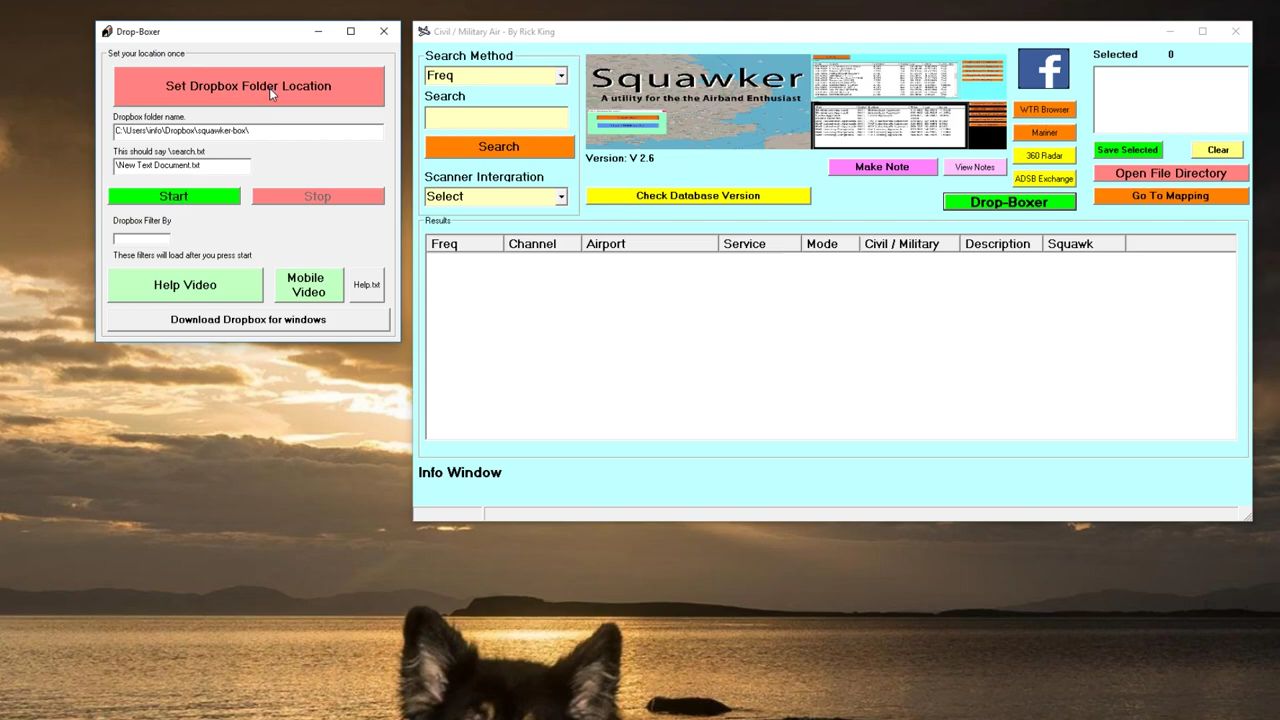 Drop-Boxer
Set your location once
Set Dropbox Folder Location
Dropbox folder name.
C:\Users\info\Dropbox\squawker-box\
This should say \search.txt
\New Text Document.txt
Start
Stop
Dropbox Filter By
These filters will load after you press start
Help Video
Mobile Video
Help.txt
Download Dropbox for windows
Civil / Military Air - By Rick King
Search Method
Freq
Search
Search
Scanner Intergration
Select
Squawker
A utility for the the Airband Enthusiast
Version: V 2.6
Make Note
View Notes
Check Database Version
Drop-Boxer
f
WTR Browser
Mariner
360 Radar
ADSB Exchange
Selected 0
Save Selected
Clear
Open File Directory
Go To Mapping
Results
Freq Channel Airport Service Mode Civil / Military Description Squawk
Info Window